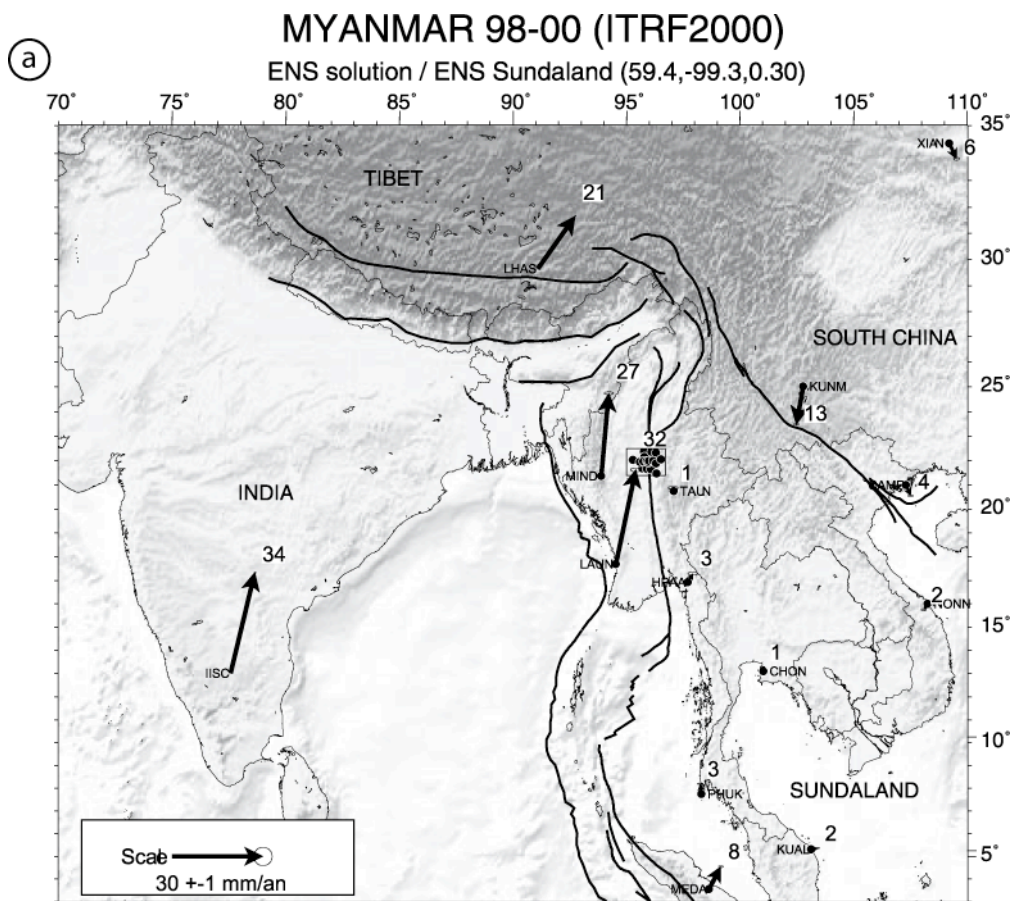 MYANMAR 98-00 (ITRF2000)
a
ENS solution / ENS Sundaland (59.4,-99.3,0.30)
70° 75° 80° 85° 90° 95° 100° 105° 110°
35°
XIAN 6
TIBET
21
LHAS
30°
SOUTH CHINA
27
KUNM
25°
13
32
MIND
1
TAUN
CAMP 4
INDIA
20°
34
LAUN
3
HPAA
2
DONN
15°
IISC
1
CHON
10°
3
PHUK
SUNDALAND
2
KUAL
8
5°
MEDA
Scale
30 +-1 mm/an